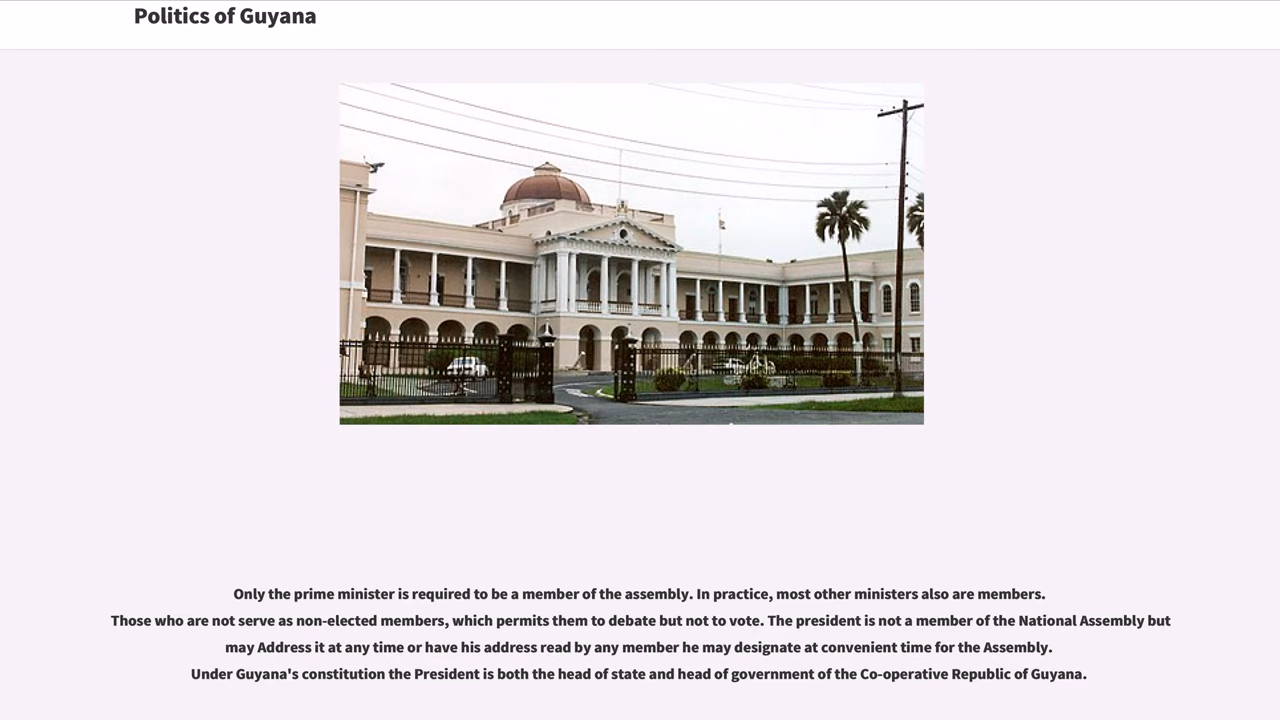 Politics of Guyana
Only the prime minister is required to be a member of the assembly. In practice, most other ministers also are members.
Those who are not serve as non-elected members, which permits them to debate but not to vote. The president is not a member of the National Assembly but
may Address it at any time or have his address read by any member he may designate at convenient time for the Assembly.
Under Guyana's constitution the President is both the head of state and head of government of the Co-operative Republic of Guyana.